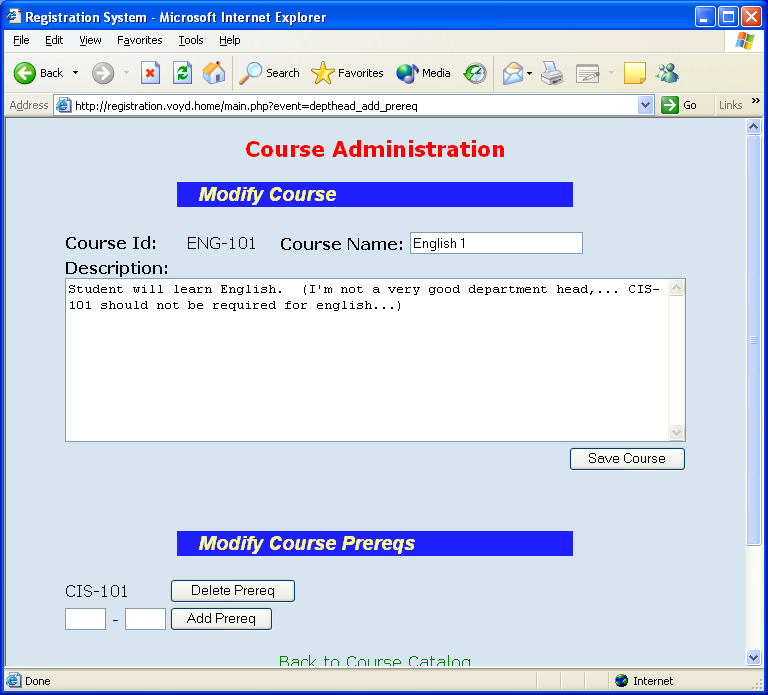 Registration System - Microsoft Internet Explorer
File Edit View Favorites Tools Help
Back Search Favorites Media
Address http://registration.voyd.home/main.php?event=depthead_add_prereq Go Links »
Course Administration
Modify Course
Course Id: ENG-101 Course Name: English 1
Description:
Student will learn English.  (I'm not a very good department head,... CIS-
101 should not be required for english...)
Save Course
Modify Course Prereqs
CIS-101 Delete Prereq
- Add Prereq
Back to Course Catalog
Done Internet